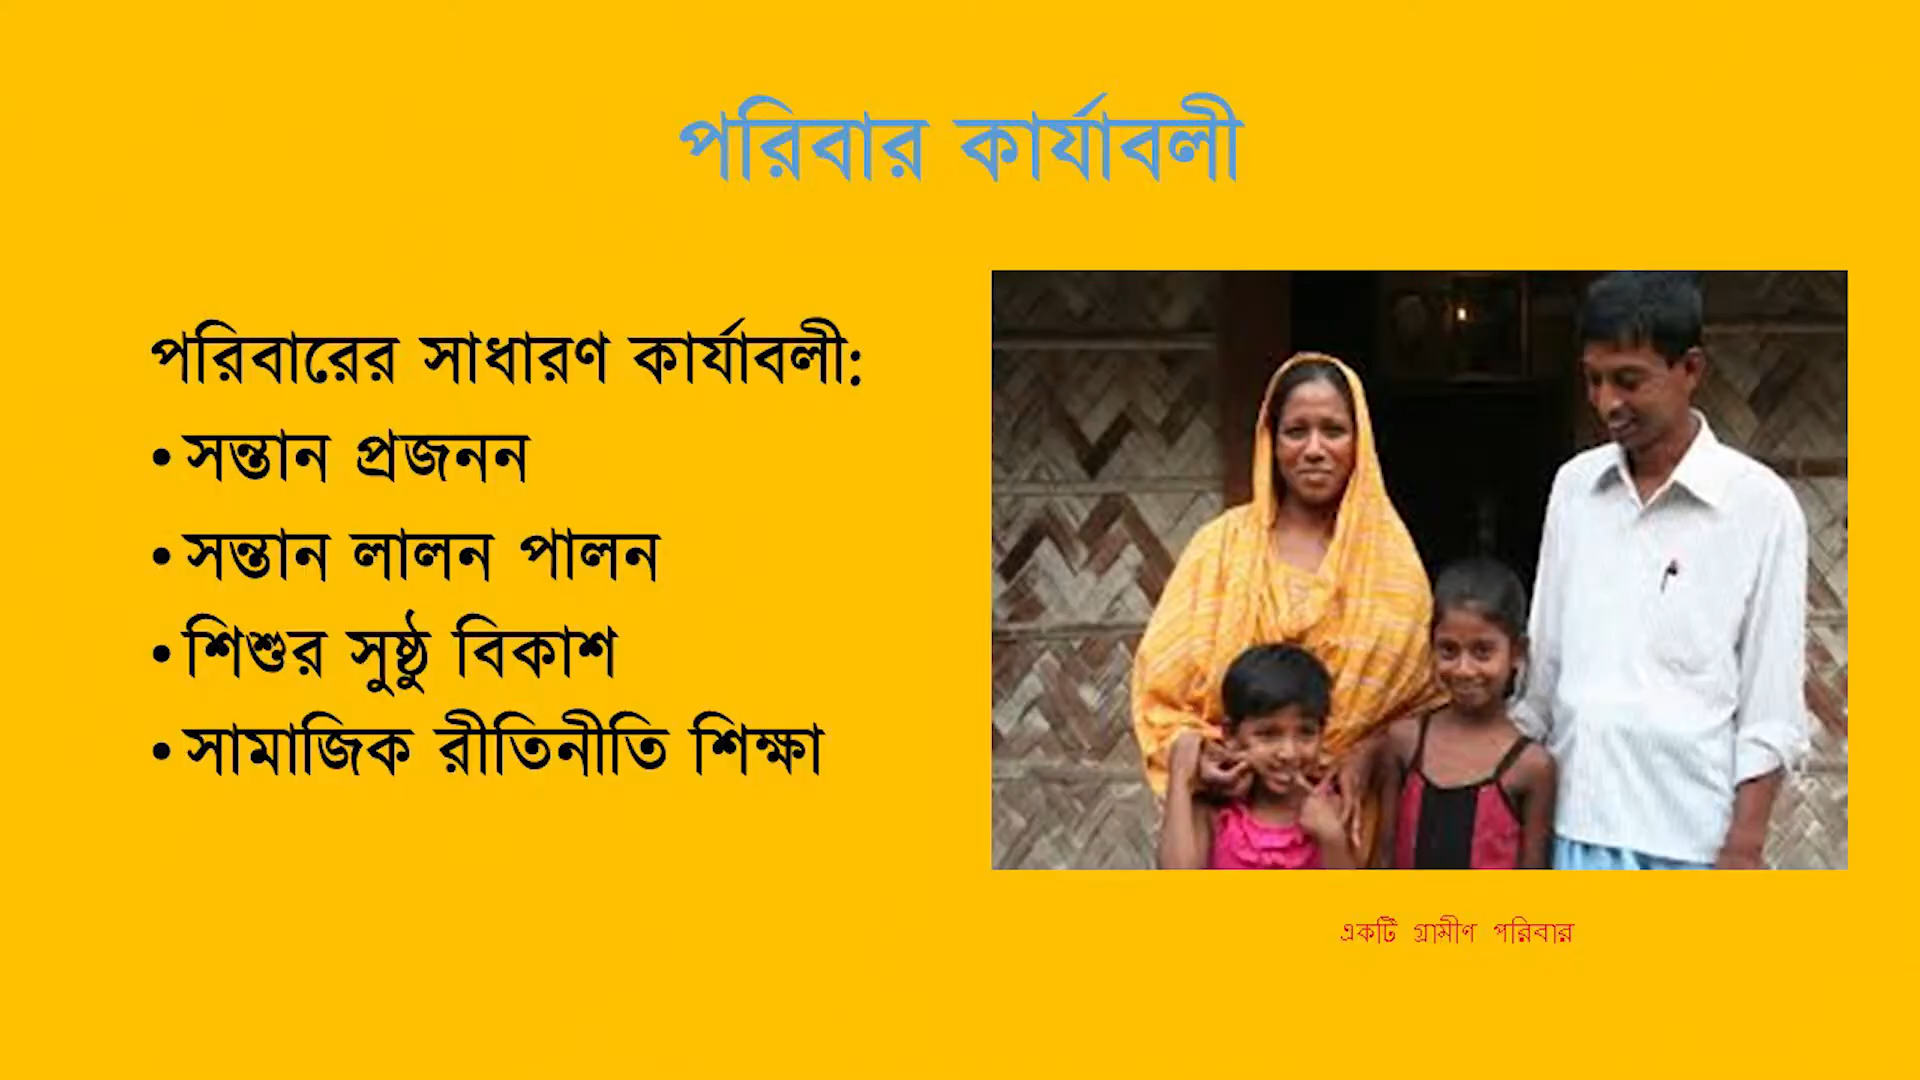 পরিবার কার্যাবলী
পরিবারের সাধারণ কার্যাবলী:
• সন্তান প্রজনন
• সন্তান লালন পালন
• শিশুর সুষ্ঠু বিকাশ
• সামাজিক রীতিনীতি শিক্ষা
একটি গ্রামীণ পরিবার